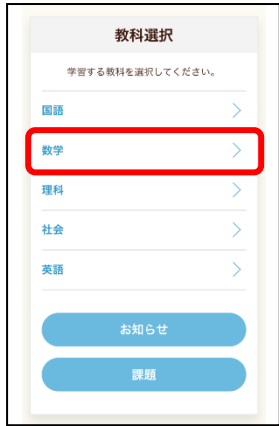 教科選択
学習する教科を選択してください。
国語
数学
理科
社会
英語
お知らせ
課題